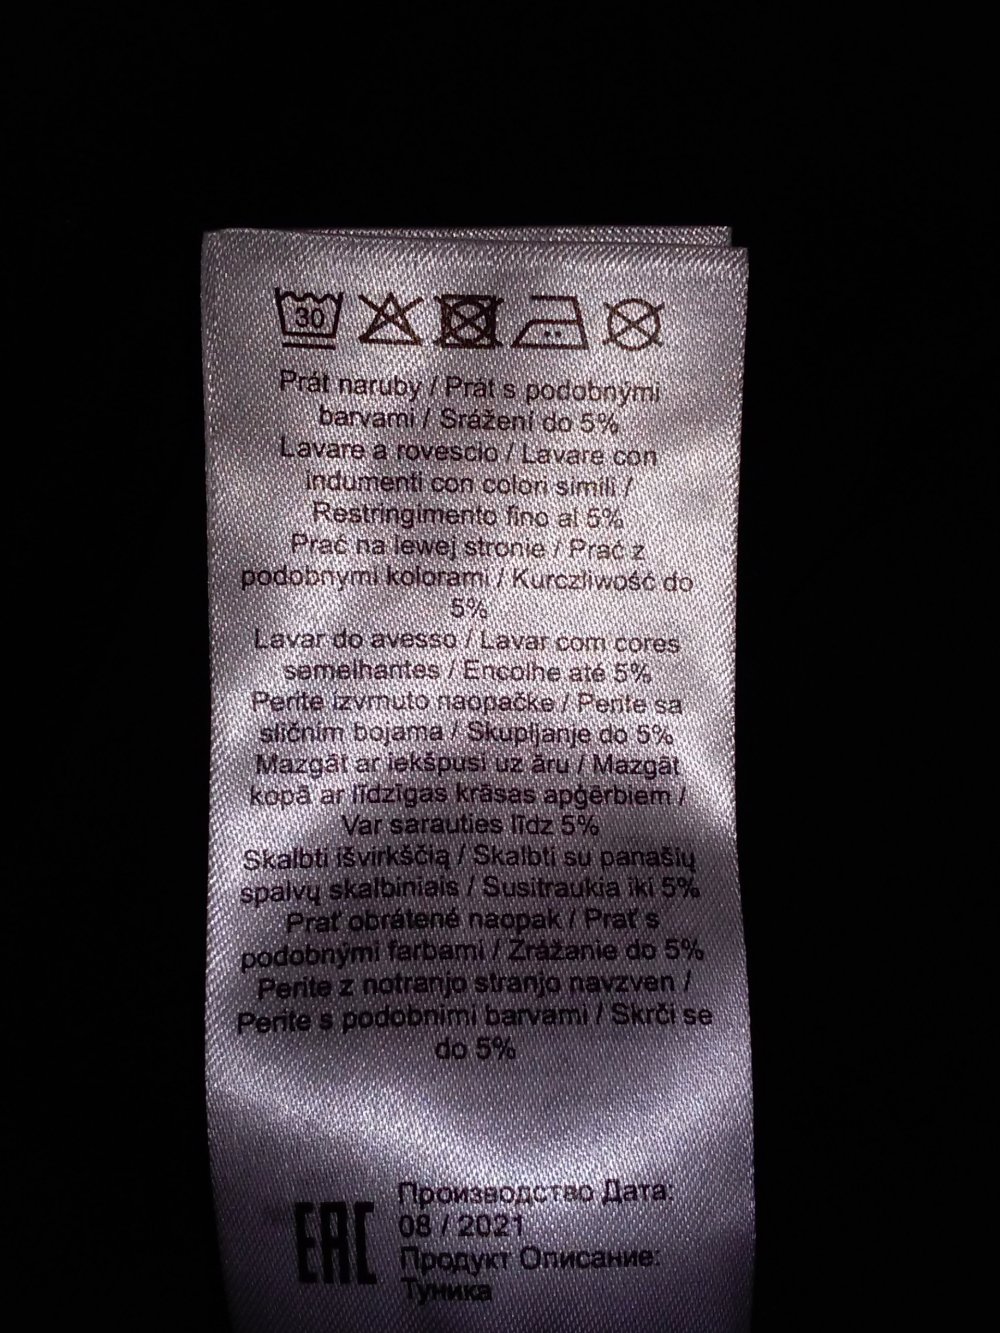 30
Prát naruby / Prát s podobnými
barvami / Srážení do 5%
Lavare a rovescio / Lavare con
indumenti con colori simili /
Restringimento fino al 5%
Prać na lewej stronie / Prać z
podobnymi kolorami / Kurczliwość do
5%
Lavar do avesso / Lavar com cores
semelhantes / Encolhe até 5%
Perite izvrnuto naopačke / Perite sa
sličnim bojama / Skupljanje do 5%
Mazgāt ar iekšpusi uz āru / Mazgāt
kopā ar līdzīgas krāsas apģērbiem /
Var sarauties līdz 5%
Skalbti išvirkščią / Skalbti su panašių
spalvų skalbiniais / Susitraukia iki 5%
Prať obrátené naopak / Prať s
podobnými farbami / Zrážanie do 5%
Perite z notranjo stranjo navzven /
Perite s podobnimi barvami / Skrči se
do 5%
EAC
Производство Дата:
08 / 2021
Продукт Описание:
Туника